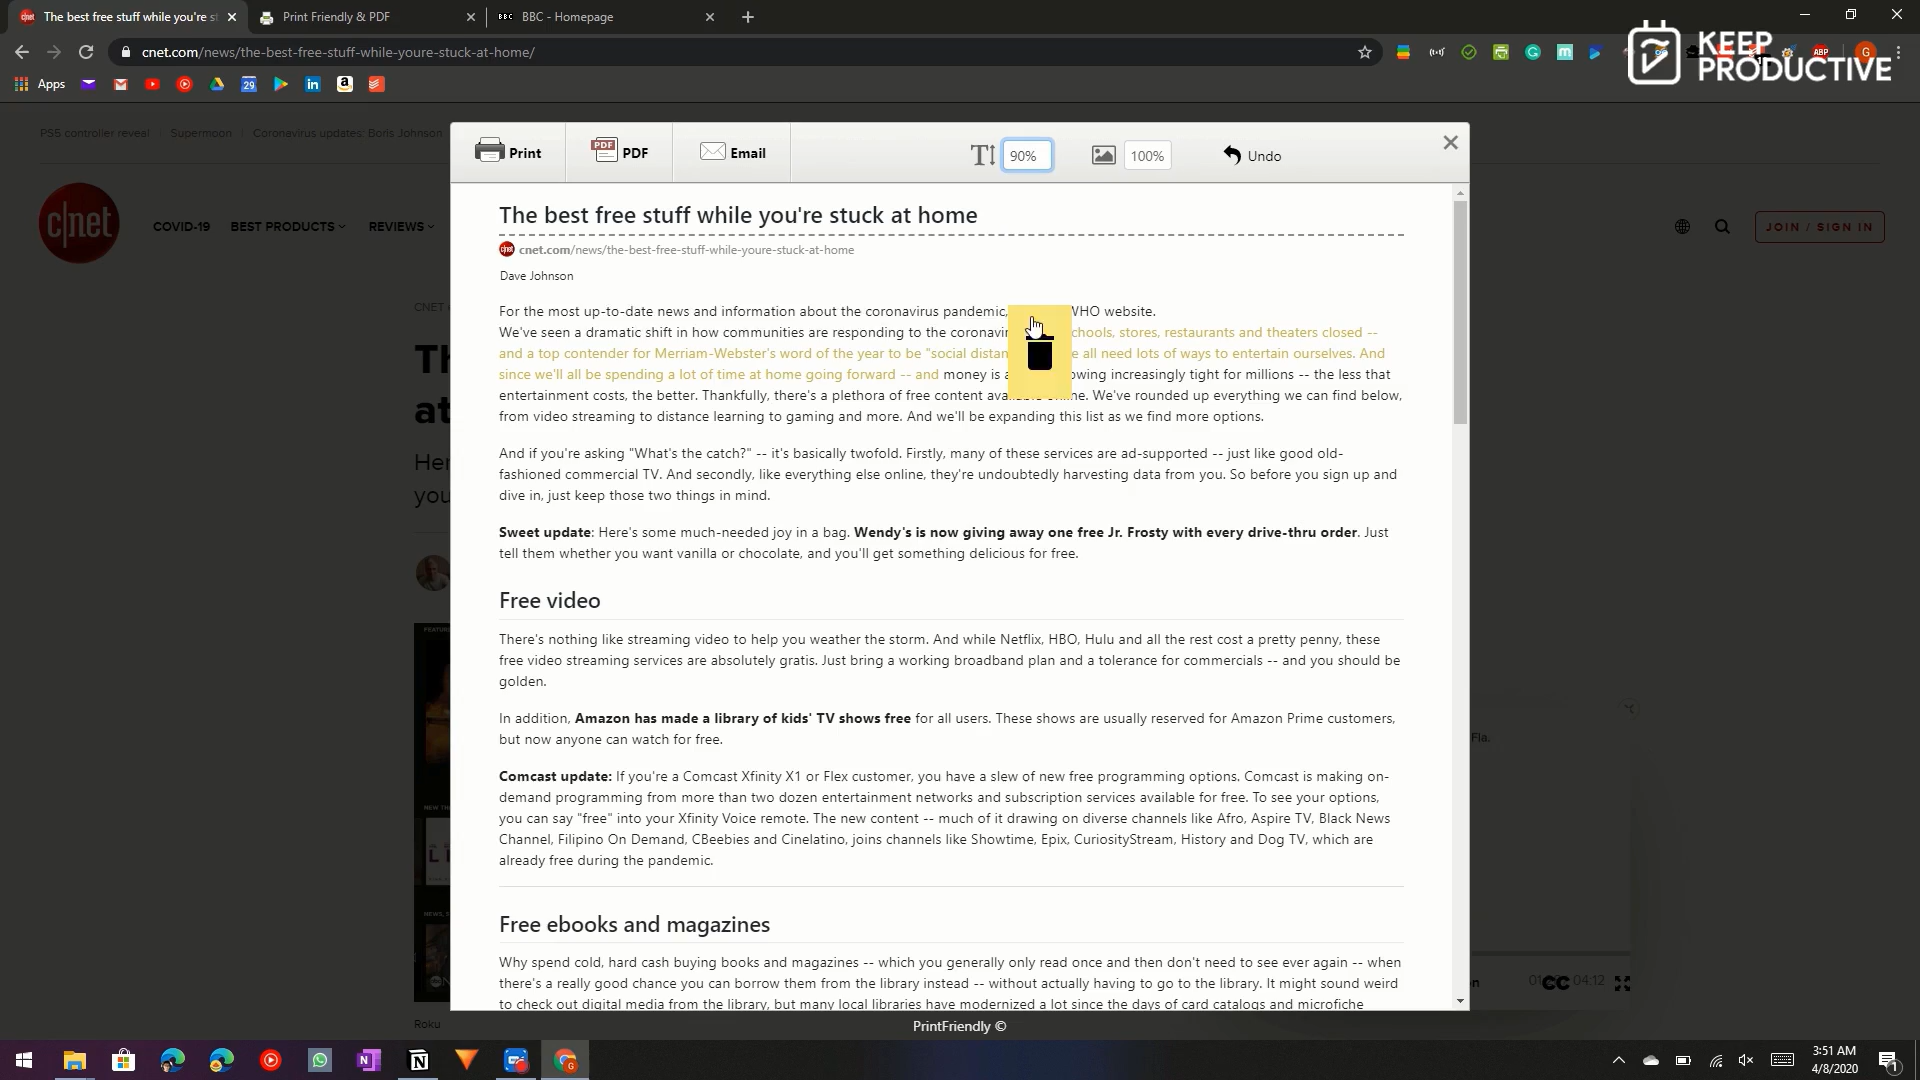 The best free stuff while you're st
Print Friendly & PDF
BBC
BBC - Homepage
cnet.com/news/the-best-free-stuff-while-youre-stuck-at-home/
ABP
G
KEEP
PRODUCTIVE
Apps
29
PS5 controller reveal
Supermoon
Coronavirus updates: Boris Johnson
Print
PDF
PDF
Email
90%
100%
Undo
c|net
COVID-19
BEST PRODUCTS
REVIEWS
JOIN / SIGN IN
The best free stuff while you're stuck at home
cnet.com/news/the-best-free-stuff-while-youre-stuck-at-home
Dave Johnson
CNET
For the most up-to-date news and information about the coronavirus pandemic, WHO website.
We've seen a dramatic shift in how communities are responding to the stores, restaurants and theaters closed --
and a top contender for Merriam-Webster's word of the year to be "social all need lots of ways to entertain ourselves. And
since we'll all be spending a lot of time at home going forward -- and money is increasingly tight for millions -- the less that
entertainment costs, the better. Thankfully, there's a plethora of free content We've rounded up everything we can find below,
from video streaming to distance learning to gaming and more. And we'll be expanding this list as we find more options.
And if you're asking "What's the catch?" -- it's basically twofold. Firstly, many of these services are ad-supported -- just like good old-
fashioned commercial TV. And secondly, like everything else online, they're undoubtedly harvesting data from you. So before you sign up and
dive in, just keep those two things in mind.
Sweet update: Here's some much-needed joy in a bag. Wendy's is now giving away one free Jr. Frosty with every drive-thru order. Just
tell them whether you want vanilla or chocolate, and you'll get something delicious for free.
Free video
There's nothing like streaming video to help you weather the storm. And while Netflix, HBO, Hulu and all the rest cost a pretty penny, these
free video streaming services are absolutely gratis. Just bring a working broadband plan and a tolerance for commercials -- and you should be
golden.
In addition, Amazon has made a library of kids' TV shows free for all users. These shows are usually reserved for Amazon Prime customers,
but now anyone can watch for free.
Fla.
Comcast update: If you're a Comcast Xfinity X1 or Flex customer, you have a slew of new free programming options. Comcast is making on-
demand programming from more than two dozen entertainment networks and subscription services available for free. To see your options,
you can say "free" into your Xfinity Voice remote. The new content -- much of it drawing on diverse channels like Afro, Aspire TV, Black News
Channel, Filipino On Demand, CBeebies and Cinelatino, joins channels like Showtime, Epix, CuriosityStream, History and Dog TV, which are
already free during the pandemic.
Free ebooks and magazines
Why spend cold, hard cash buying books and magazines -- which you generally only read once and then don't need to see ever again -- when
there's a really good chance you can borrow them from the library instead -- without actually having to go to the library. It might sound weird
to check out digital media from the library, but many local libraries have modernized a lot since the days of card catalogs and microfiche
CC
04:12
Roku
PrintFriendly ©
3:51 AM
4/8/2020
1